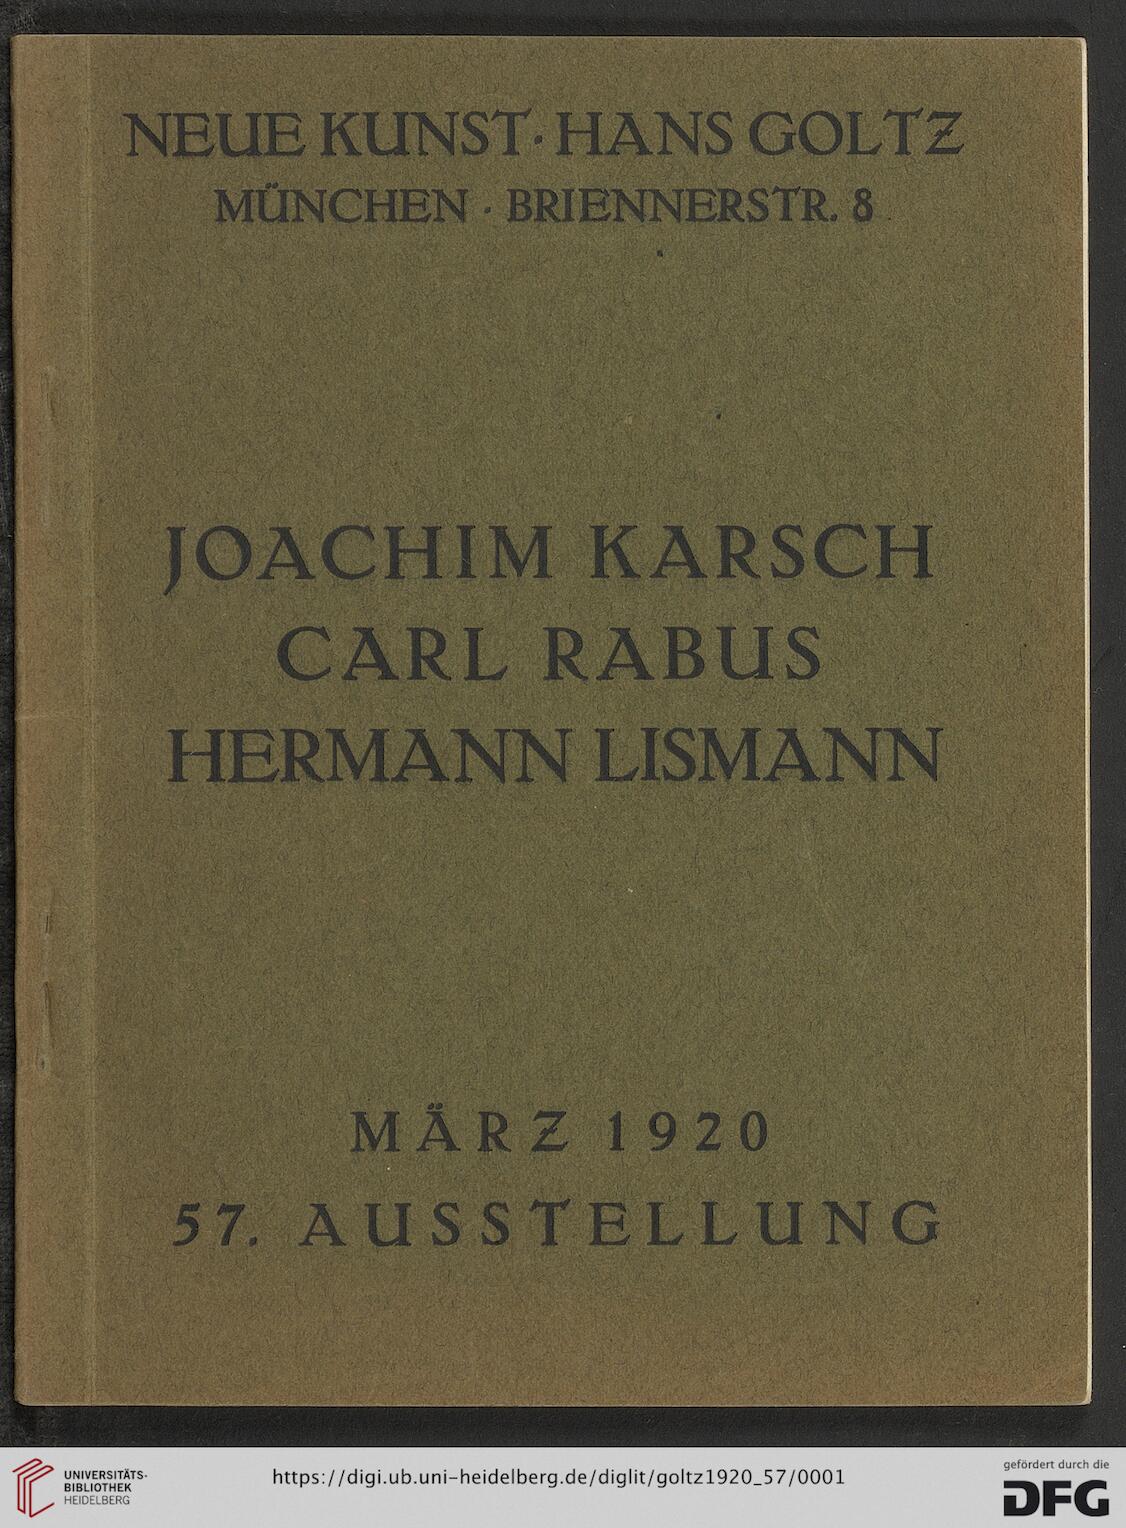 NEUE KUNST · HANS GOLTZ
MÜNCHEN · BRIENNERSTR. 8
JOACHIM KARSCH
CARL RABUS
HERMANN LISMANN
MÄRZ 1920
57. AUSSTELLUNG
UNIVERSITÄTS-
BIBLIOTHEK
HEIDELBERG
https://digi.ub.uni-heidelberg.de/diglit/goltz1920_57/0001
gefördert durch die
DFG